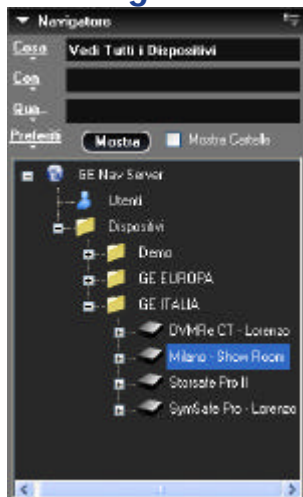 Navigatore
Cosa Vedi Tutti i Dispositivi
Con
Qua...
Preferiti Mostra Mostra Cartelle
GE Nav Server
Utenti
Dispositivi
Demo
GE EUROPA
GE ITALIA
DVMRe CT - Lorenzo
Milano - Show Room
Storsafe Pro II
SymSafe Pro - Lorenzo